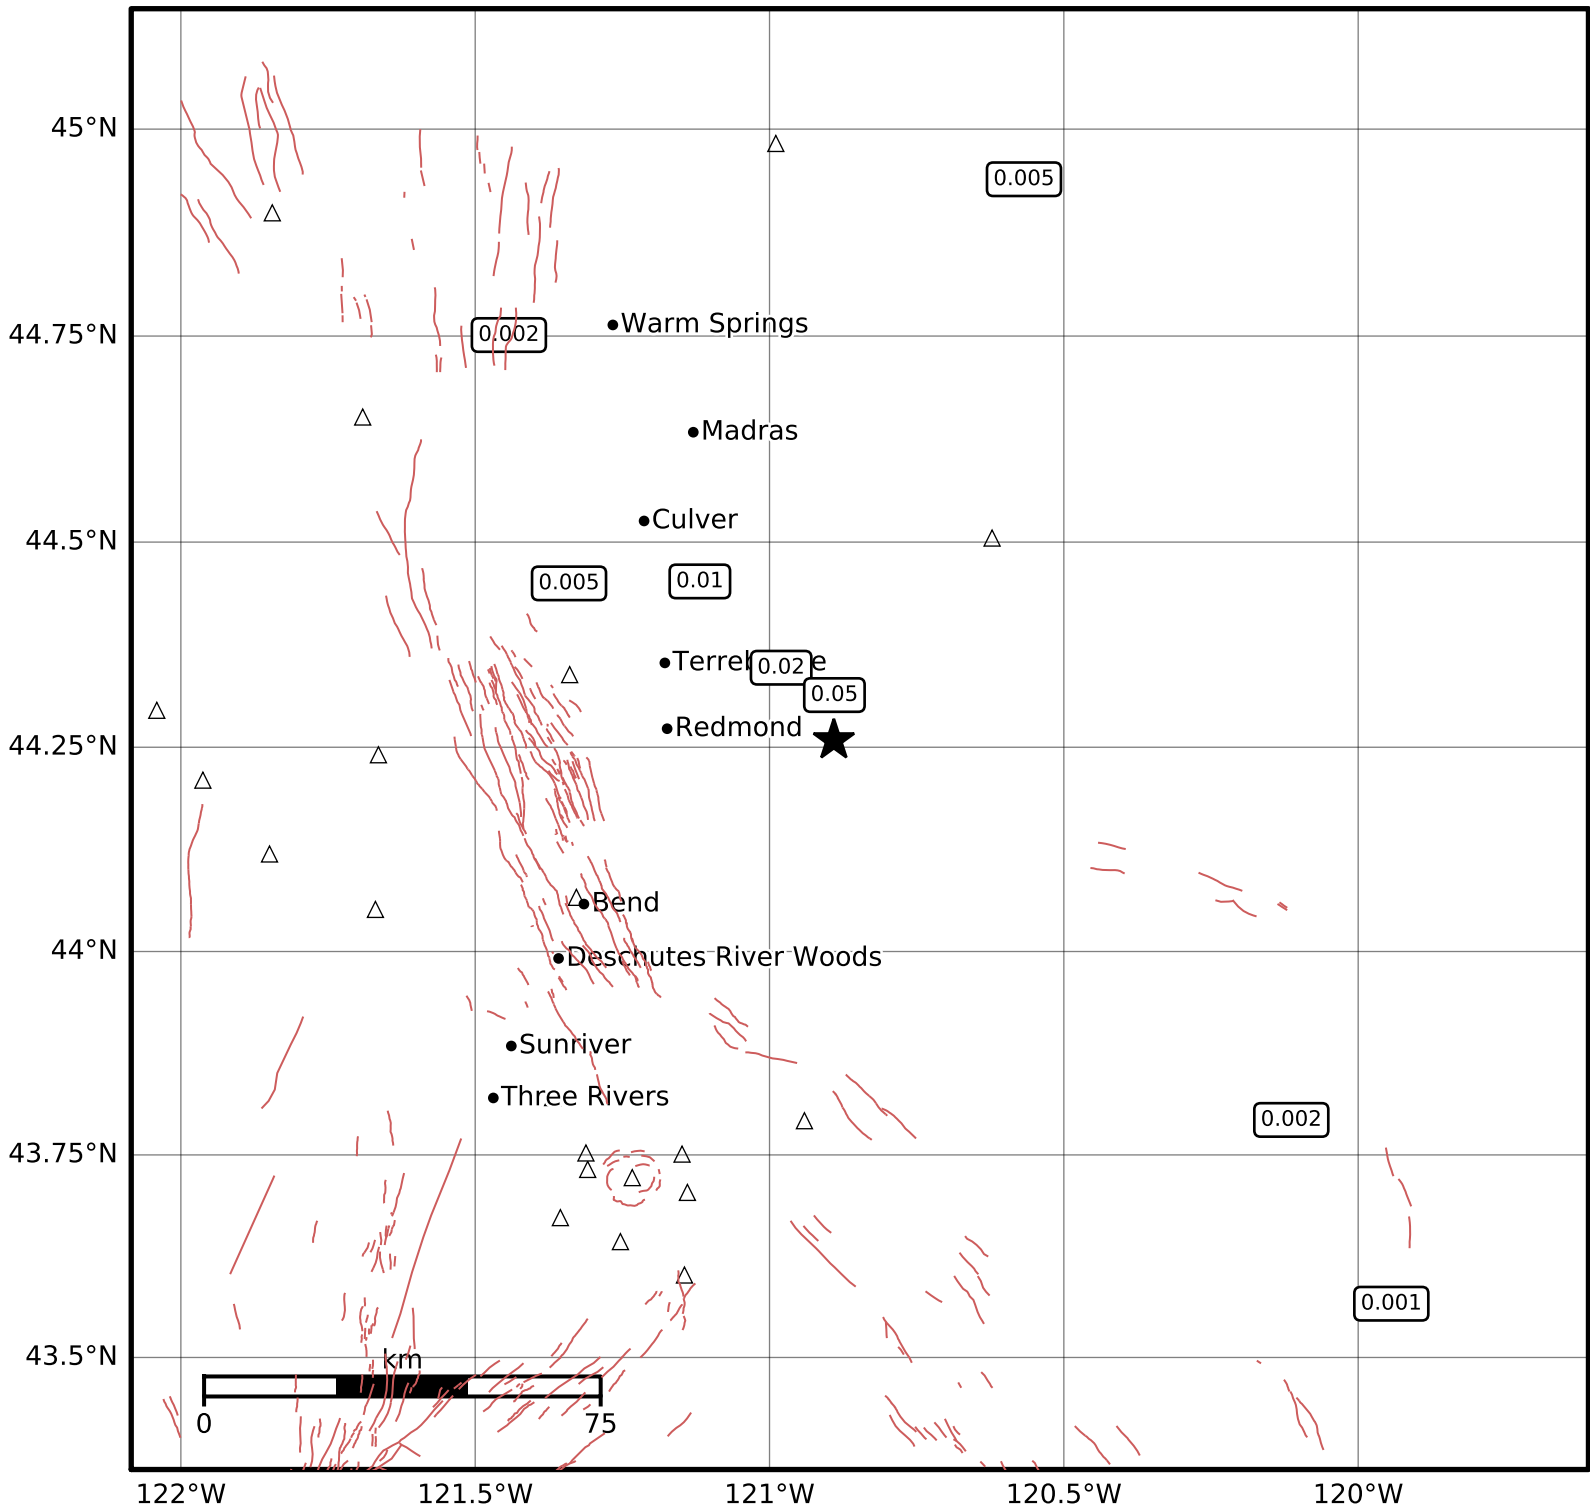 45°N
0.005
44.75°N
0.002
Warm Springs
Madras
44.5°N
Culver
0.005
0.01
0.02
0.05
Redmond
44.25°N
Bend
44°N
Deschutes River Woods
Sunriver
Three Rivers
0.002
43.75°N
0.001
43.5°N
km
0
75
122°W
121.5°W
121°W
120.5°W
120°W